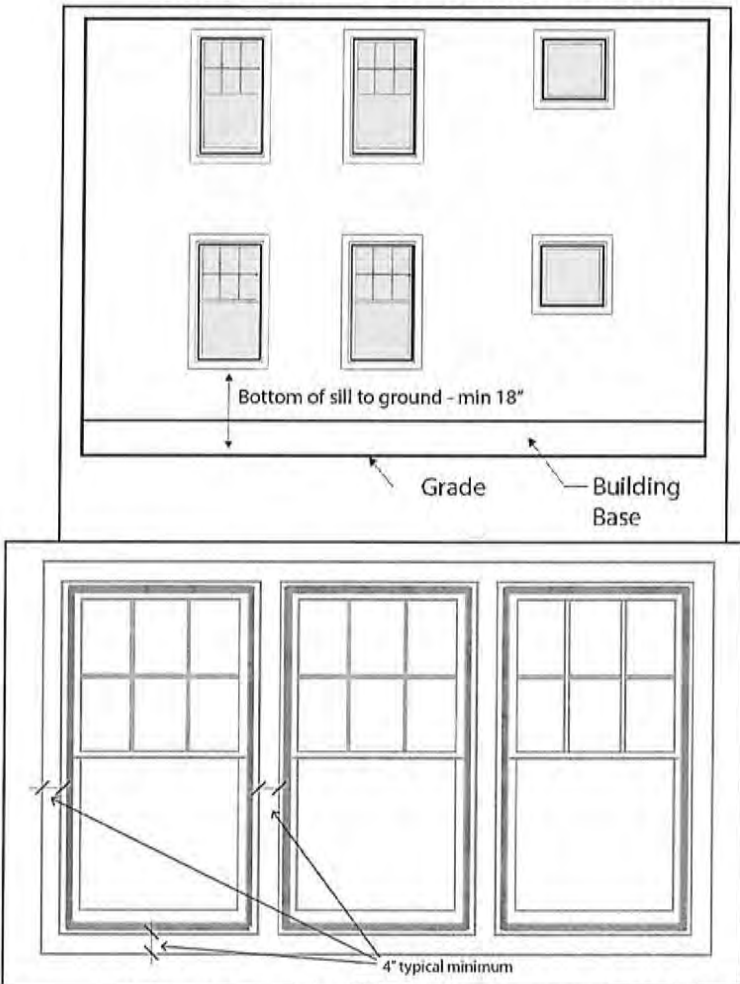 Bottom of sill to ground - min 18"
Grade
Building
Base
4" typical minimum